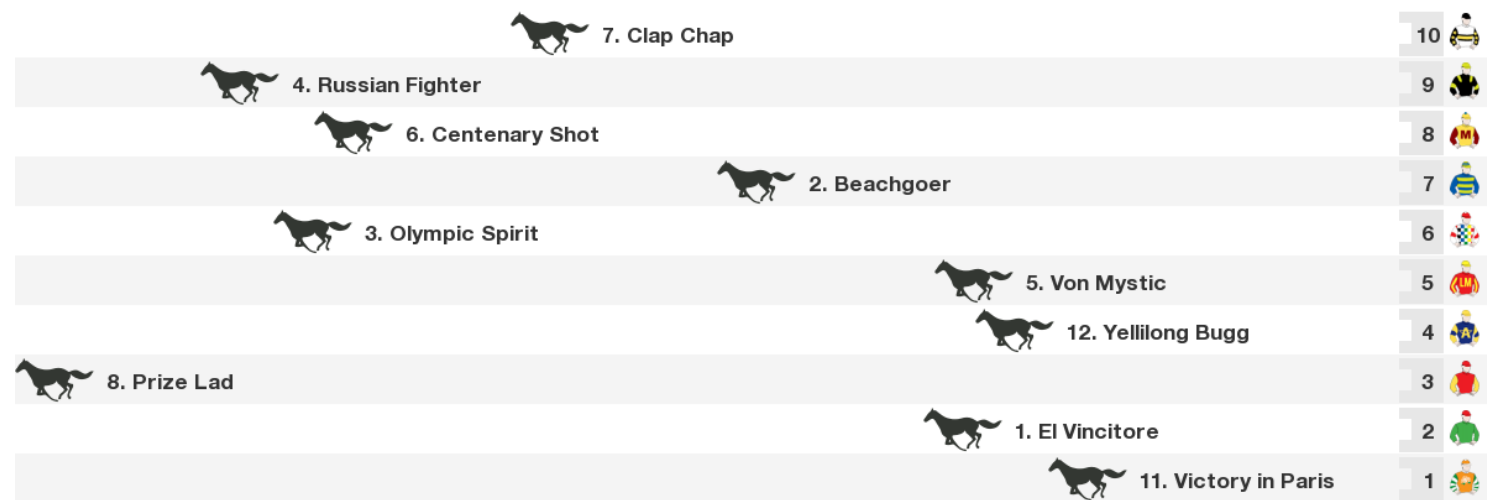 7. Clap Chap 10
4. Russian Fighter 9
6. Centenary Shot 8
M
2. Beachgoer 7
3. Olympic Spirit 6
5. Von Mystic 5
LM
12. Yellilong Bugg 4
A
8. Prize Lad 3
1. El Vincitore 2
11. Victory in Paris 1